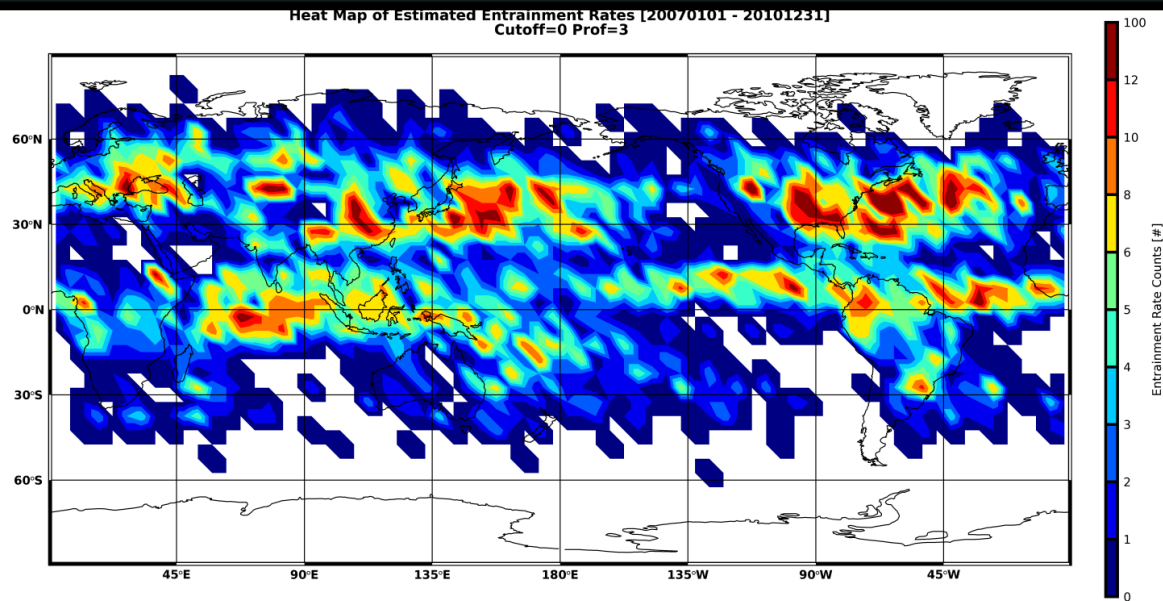 Heat Map of Estimated Entrainment Rates [20070101 - 20101231]
Cutoff=0 Prof=3
100
12
10
8
6
5
4
3
2
1
0
Entrainment Rate Counts [#]
60°N
30°N
0°N
30°S
60°S
45°E
90°E
135°E
180°E
135°W
90°W
45°W